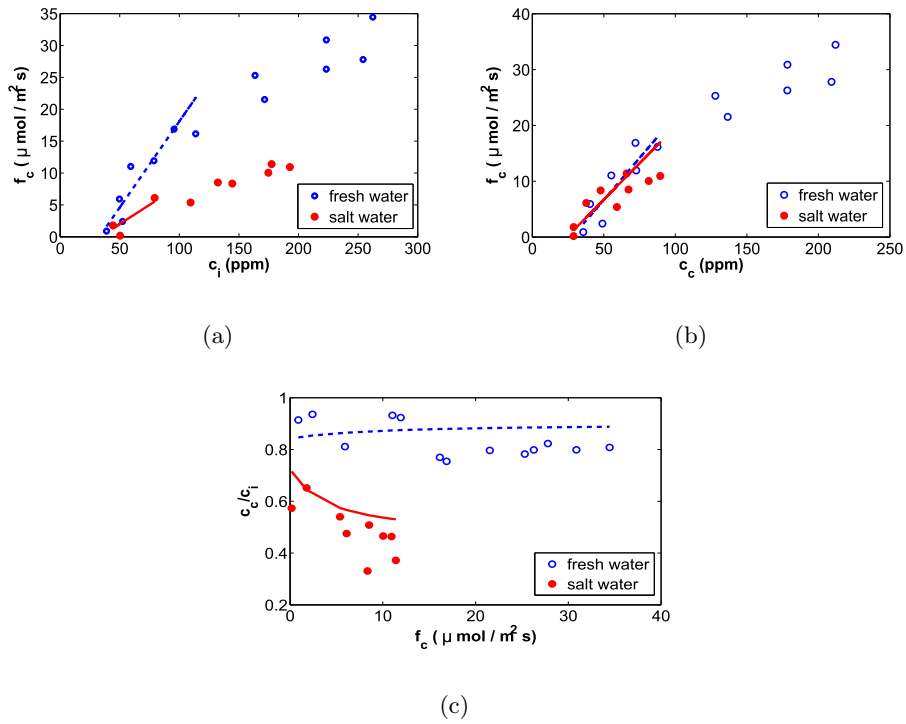 35
30
25
20
15
10
5
0
0
50
100
150
200
250
300
f_c ( μ mol / m² s)
c_i (ppm)
fresh water
salt water
(a)
40
30
20
10
0
0
50
100
150
200
250
f_c ( μ mol / m² s)
c_c (ppm)
fresh water
salt water
(b)
1
0.8
0.6
0.4
0.2
0
10
20
30
40
c_c/c_i
f_c ( μ mol / m² s)
fresh water
salt water
(c)